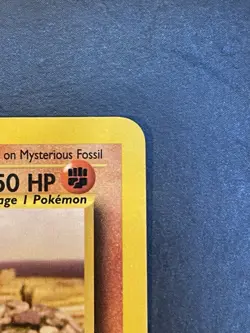 on Mysterious Fossil
50 HP
age 1 Pokémon